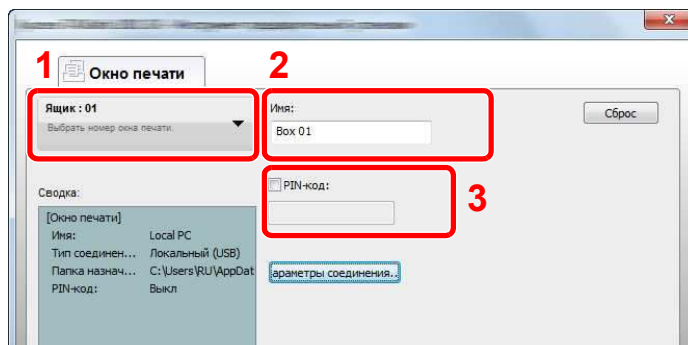 1
Окно печати
2
3
Ящик : 01
Выбрать номер окна печати.
Имя:
Box 01
Сброс
PIN-код:
Сводка:
[Окно печати]
Имя: Local PC
Тип соединен... Локальный (USB)
Папка назнач... C:\Users\RU\AppDat
PIN-код: Выкл
араметры соединения..